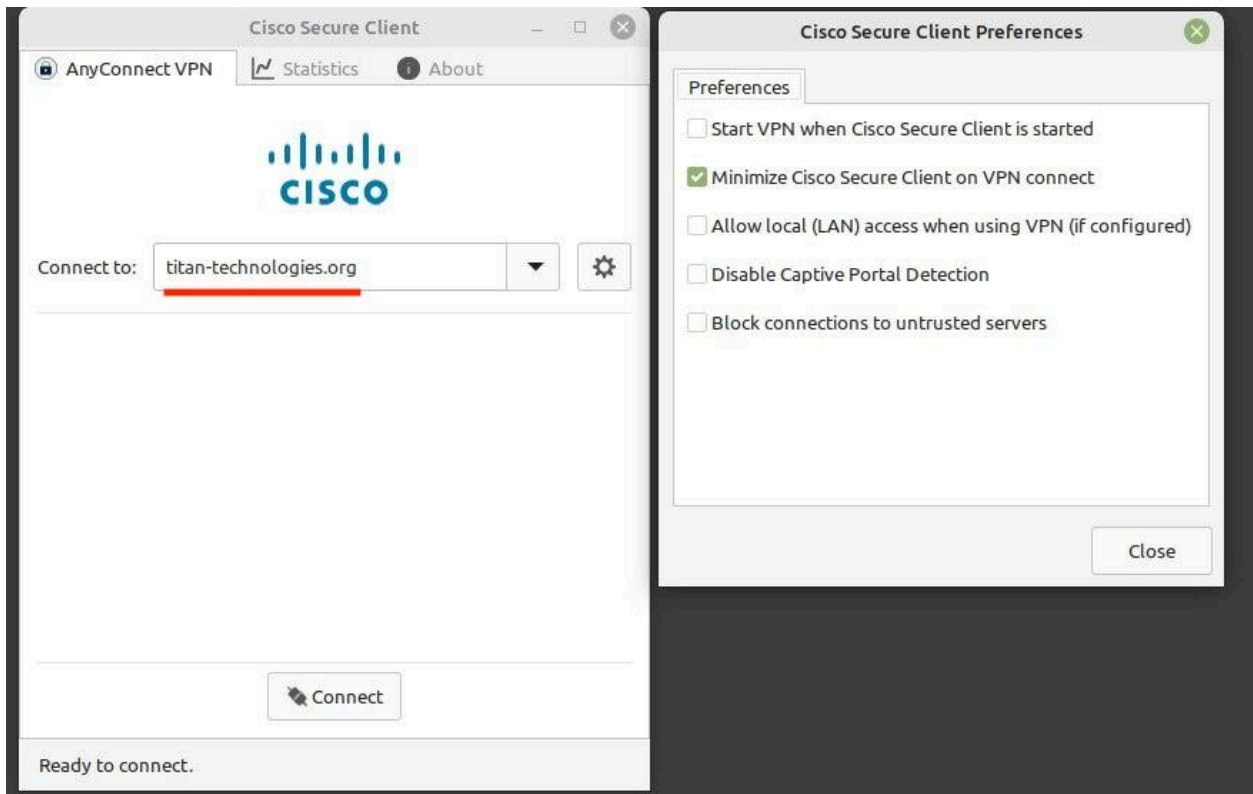 Cisco Secure Client
AnyConnect VPN
Statistics
About
CISCO
Connect to:
titan-technologies.org
Connect
Ready to connect.
Cisco Secure Client Preferences
Preferences
Start VPN when Cisco Secure Client is started
Minimize Cisco Secure Client on VPN connect
Allow local (LAN) access when using VPN (if configured)
Disable Captive Portal Detection
Block connections to untrusted servers
Close